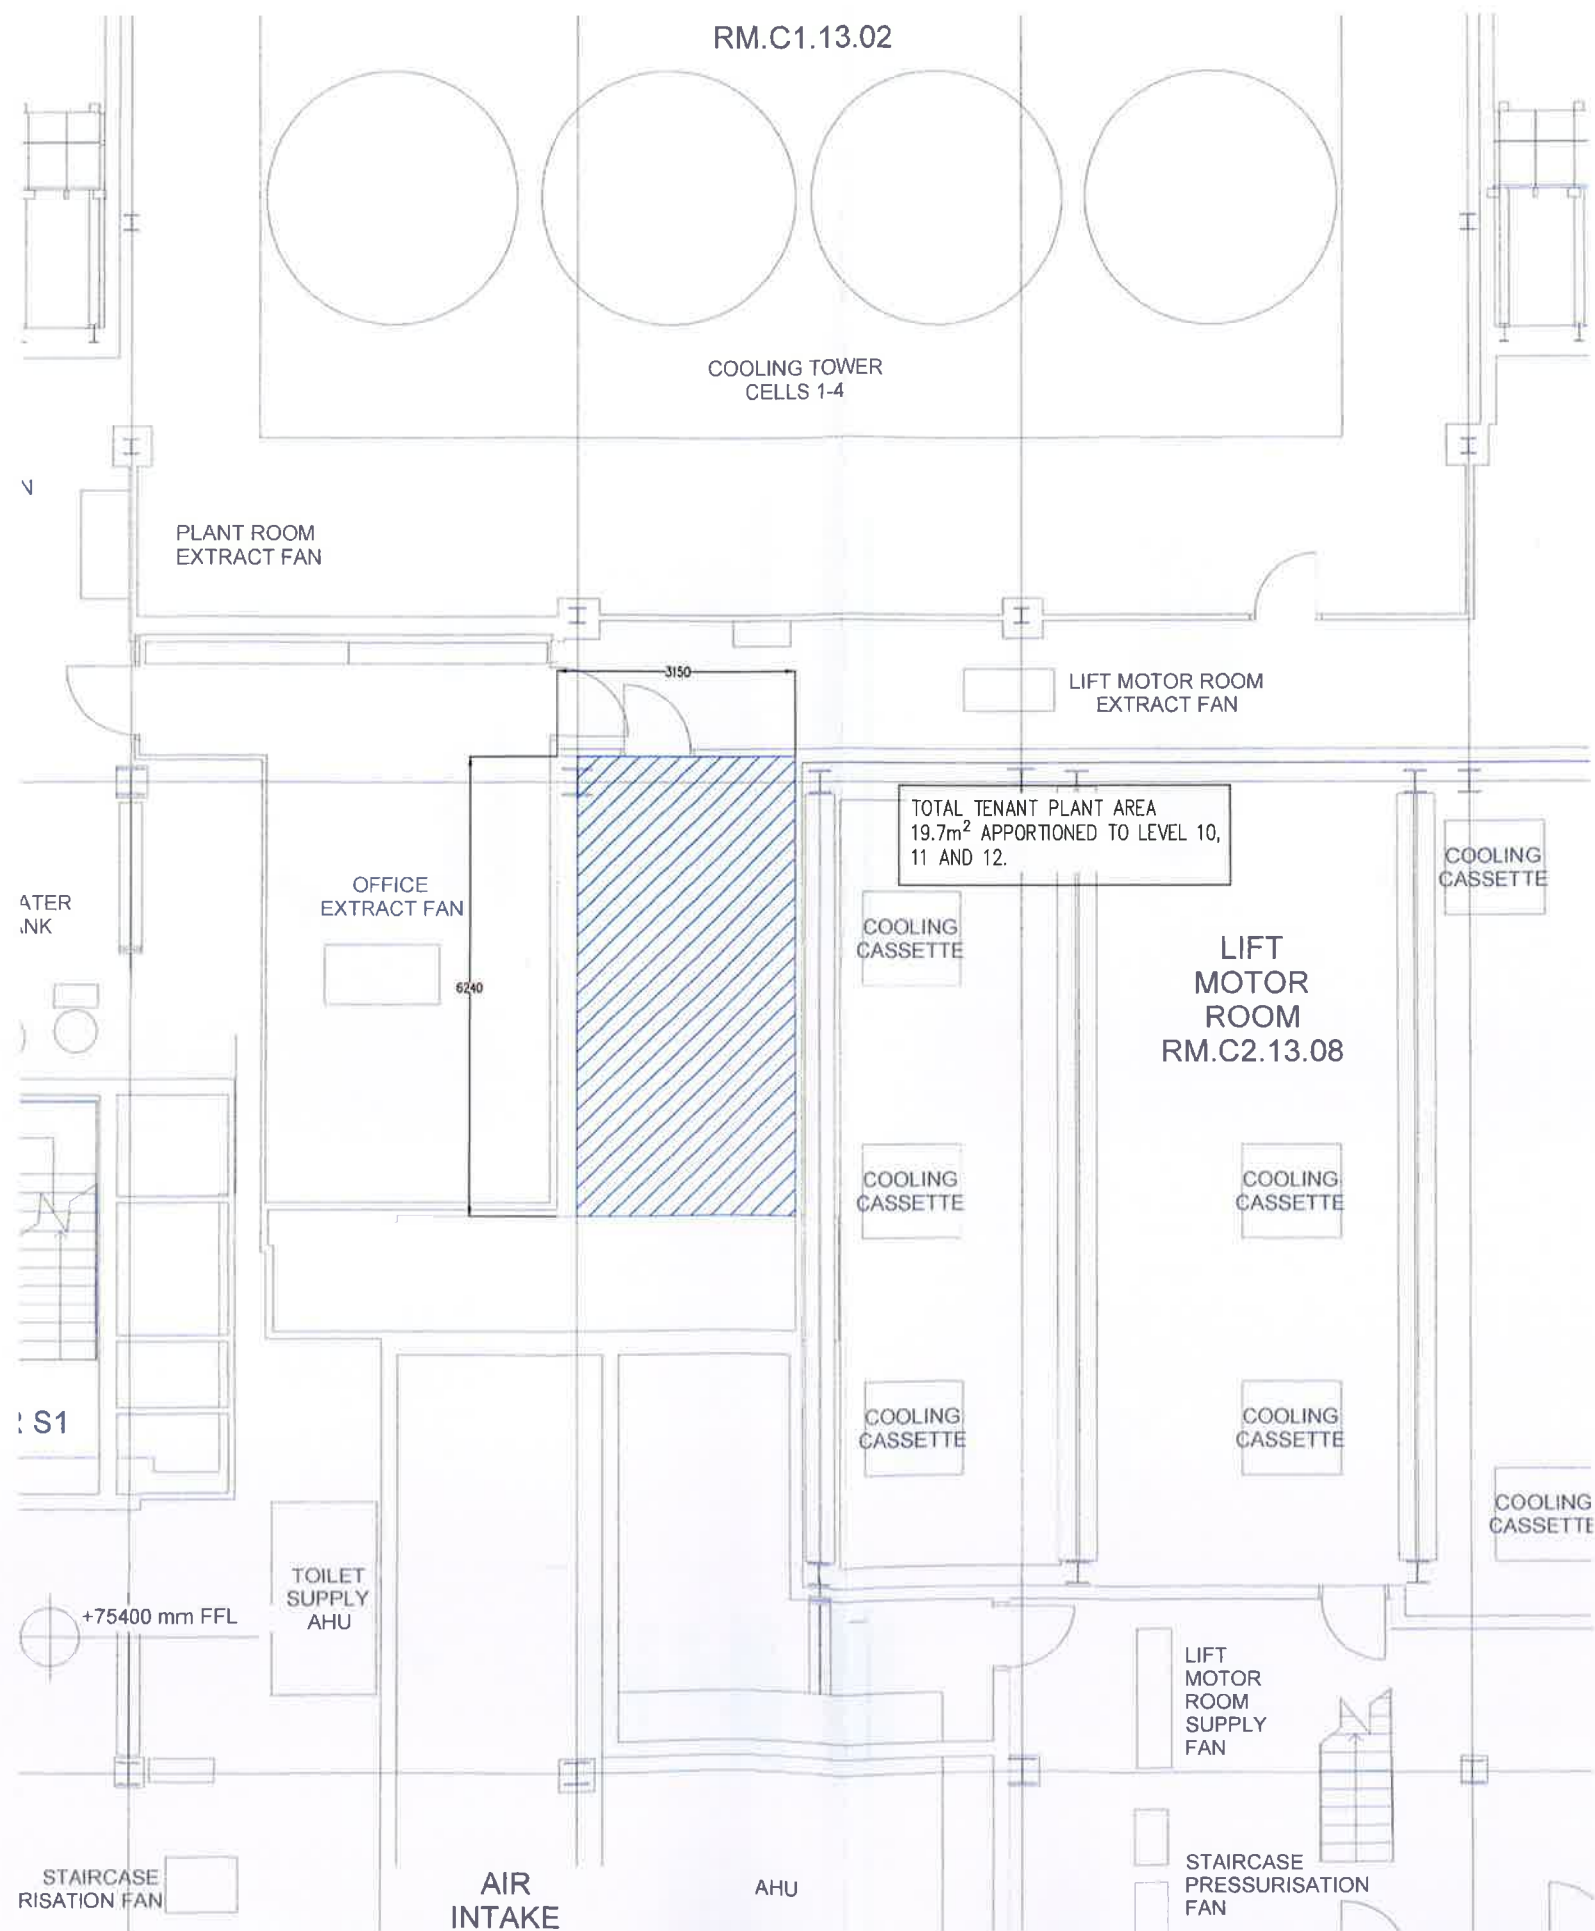 RM.C1.13.02
COOLING TOWER
CELLS 1-4
N
PLANT ROOM
EXTRACT FAN
3150
LIFT MOTOR ROOM
EXTRACT FAN
TOTAL TENANT PLANT AREA
19.7m² APPORTIONED TO LEVEL 10,
11 AND 12.
COOLING
CASSETTE
OFFICE
EXTRACT FAN
ATER
NK
6240
COOLING
CASSETTE
LIFT
MOTOR
ROOM
RM.C2.13.08
COOLING
CASSETTE
COOLING
CASSETTE
COOLING
CASSETTE
COOLING
CASSETTE
S1
COOLING
CASSETTE
TOILET
SUPPLY
AHU
+75400 mm FFL
LIFT
MOTOR
ROOM
SUPPLY
FAN
STAIRCASE
RISATION FAN
AIR
INTAKE
AHU
STAIRCASE
PRESSURISATION
FAN